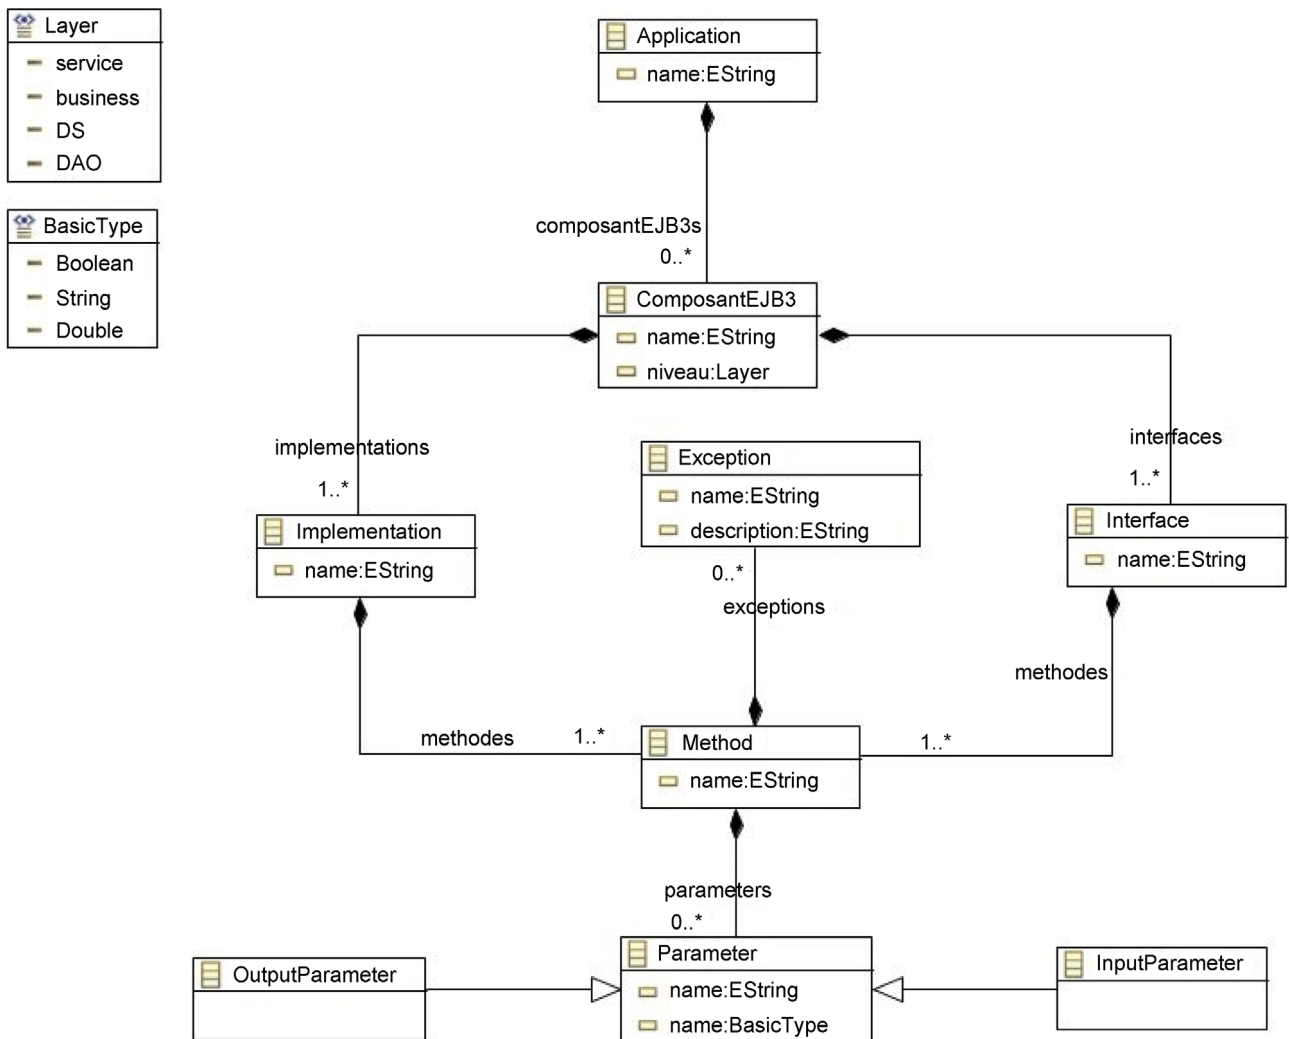 Layer
service
business
DS
DAO
BasicType
Boolean
String
Double
Application
name:EString
composantEJB3s
0..*
ComposantEJB3
name:EString
niveau:Layer
implementations
1..*
interfaces
1..*
Exception
name:EString
description:EString
0..*
exceptions
Implementation
name:EString
Interface
name:EString
methodes
1..*
methodes
1..*
Method
name:EString
parameters
0..*
OutputParameter
Parameter
name:EString
name:BasicType
InputParameter